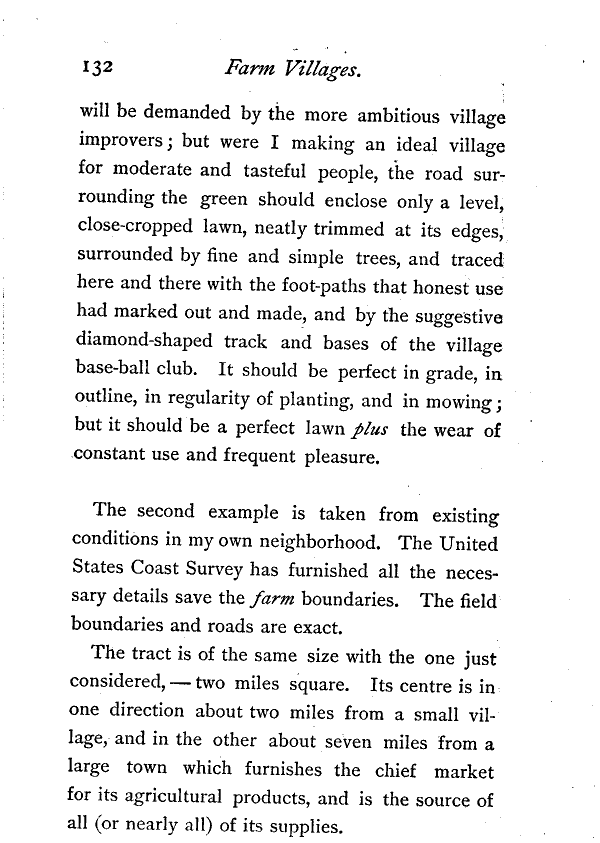 132 Farm Villages.
will be demanded by the more ambitious village
improvers; but were I making an ideal village
for moderate and tasteful people, the road sur-
rounding the green should enclose only a level,
close-cropped lawn, neatly trimmed at its edges,
surrounded by fine and simple trees, and traced
here and there with the foot-paths that honest use
had marked out and made, and by the suggestive
diamond-shaped track and bases of the village
base-ball club. It should be perfect in grade, in
outline, in regularity of planting, and in mowing;
but it should be a perfect lawn plus the wear of
constant use and frequent pleasure.
The second example is taken from existing
conditions in my own neighborhood. The United
States Coast Survey has furnished all the neces-
sary details save the farm boundaries. The field
boundaries and roads are exact.
The tract is of the same size with the one just
considered, — two miles square. Its centre is in
one direction about two miles from a small vil-
lage, and in the other about seven miles from a
large town which furnishes the chief market
for its agricultural products, and is the source of
all (or nearly all) of its supplies.